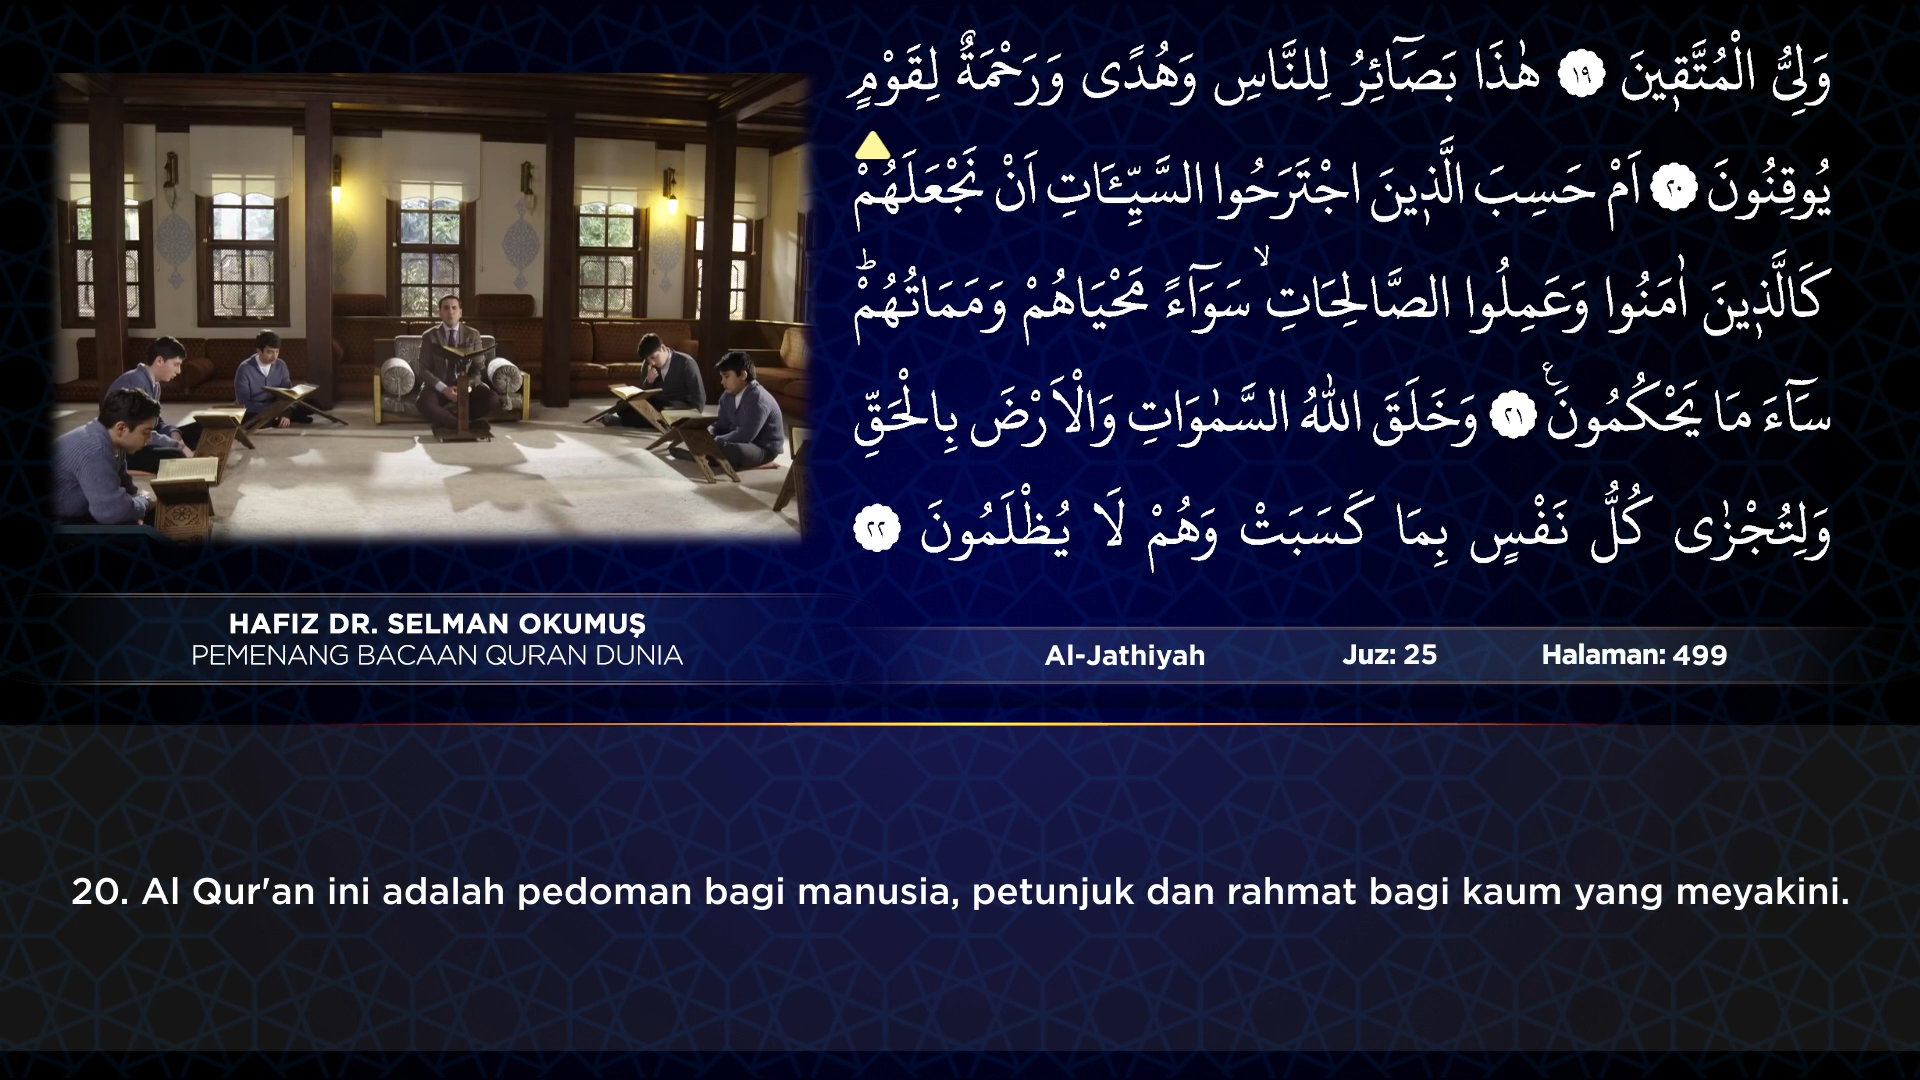 وَلِىُّ الْمُتَّقٖينَ ١٩ هٰذَا بَصَٓائِرُ لِلنَّاسِ وَهُدًى وَرَحْمَةٌ لِقَوْمٍ
يُوقِنُونَ ٢٠ اَمْ حَسِبَ الَّذٖينَ اجْتَرَحُوا السَّيِّـَٔاتِ اَنْ نَجْعَلَهُمْ
كَالَّذٖينَ اٰمَنُوا وَعَمِلُوا الصَّالِحَاتِۙ سَوَٓاءً مَحْيَاهُمْ وَمَمَاتُهُمْؕ
سَٓاءَ مَا يَحْكُمُونَࣖ ٢١ وَخَلَقَ اللّٰهُ السَّمٰوَاتِ وَالْاَرْضَ بِالْحَقِّ
وَلِتُجْزٰى كُلُّ نَفْسٍ بِمَا كَسَبَتْ وَهُمْ لَا يُظْلَمُونَ ٢٢
HAFIZ DR. SELMAN OKUMUŞ
PEMENANG BACAAN QURAN DUNIA
Al-Jathiyah Juz: 25 Halaman: 499
20. Al Qur'an ini adalah pedoman bagi manusia, petunjuk dan rahmat bagi kaum yang meyakini.